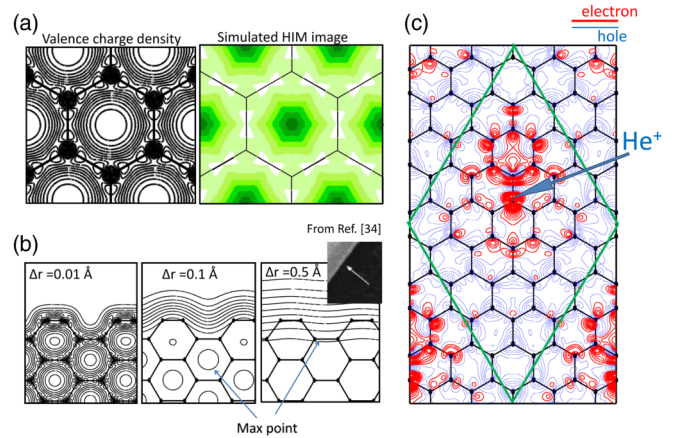 (a)
Valence charge density
Simulated HIM image
(c)
electron
hole
He+
From Ref. [34]
(b)
Δr =0.01 Å
Δr =0.1 Å
Δr =0.5 Å
Max point